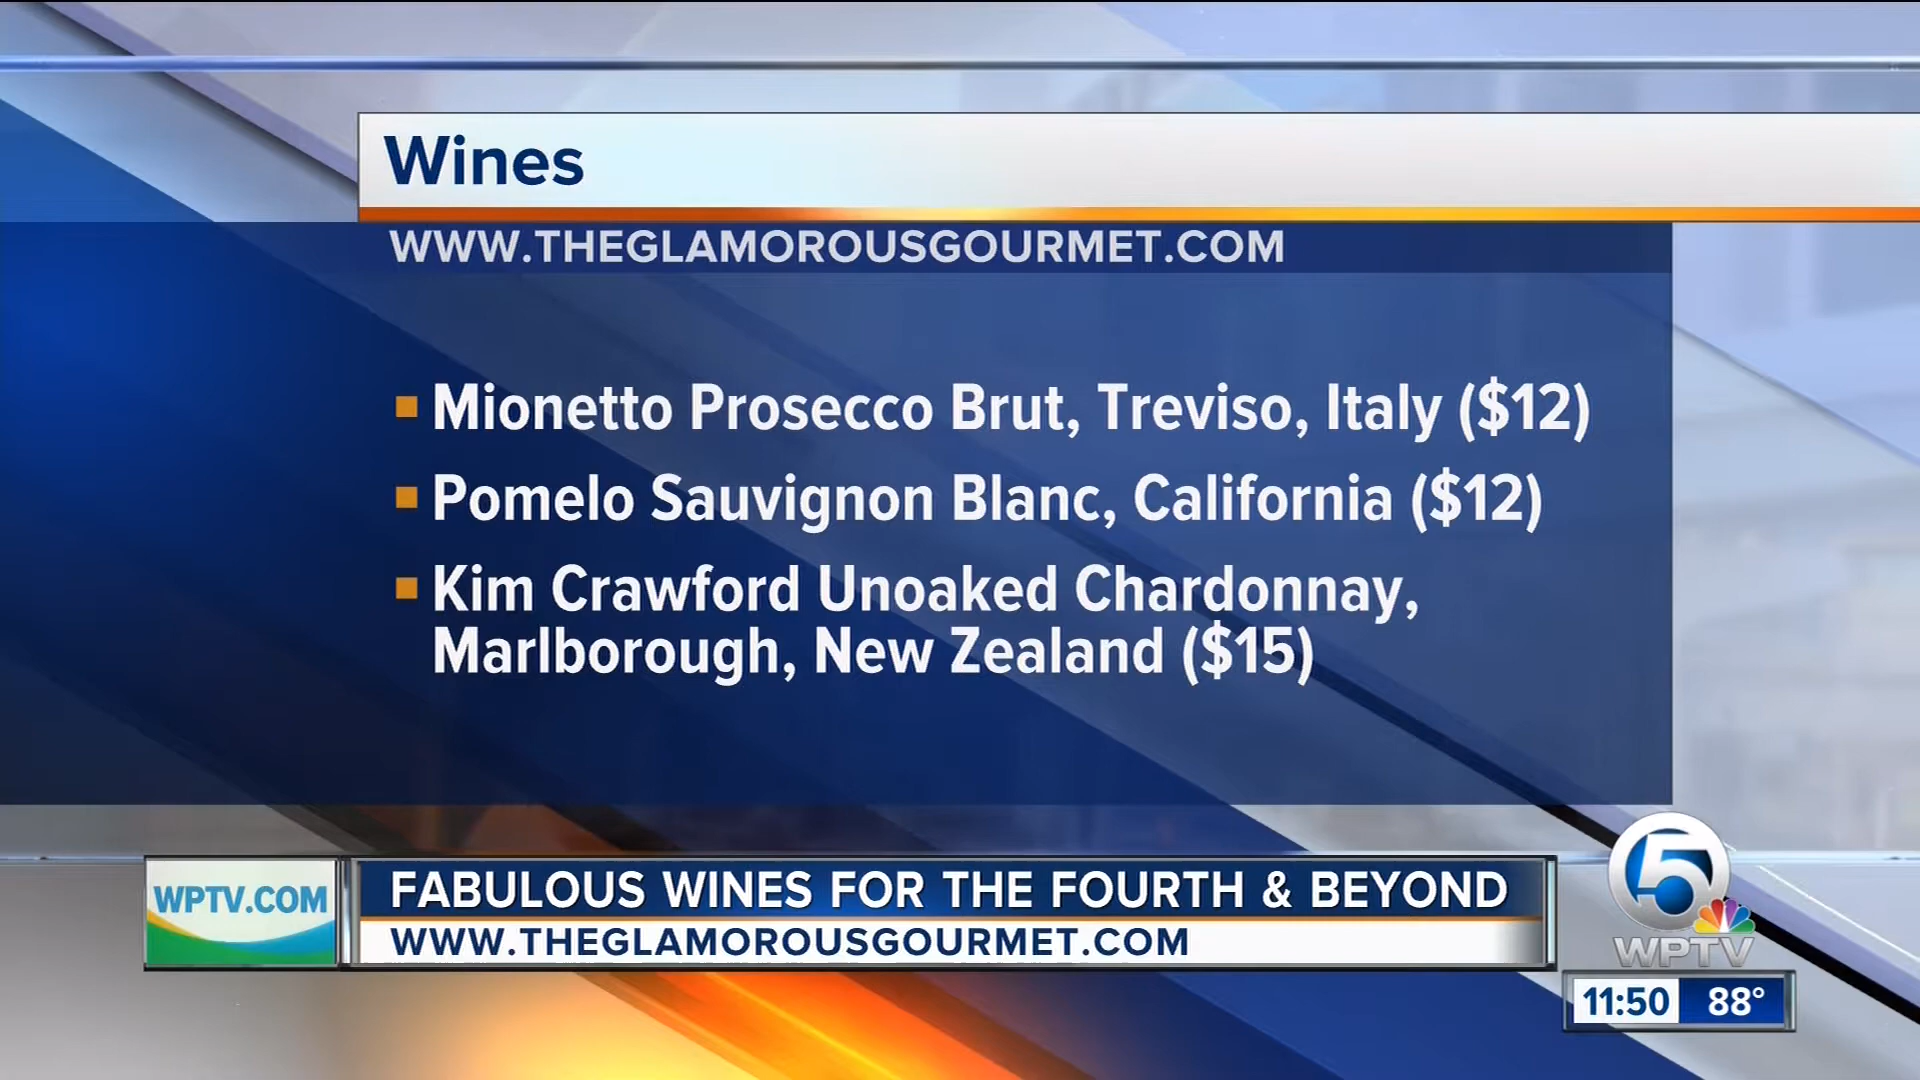 Wines
WWW.THEGLAMOROUSGOURMET.COM
Mionetto Prosecco Brut, Treviso, Italy ($12)
Pomelo Sauvignon Blanc, California ($12)
Kim Crawford Unoaked Chardonnay,
Marlborough, New Zealand ($15)
WPTV.COM
FABULOUS WINES FOR THE FOURTH & BEYOND
WWW.THEGLAMOROUSGOURMET.COM
5
WPTV
11:50 88°